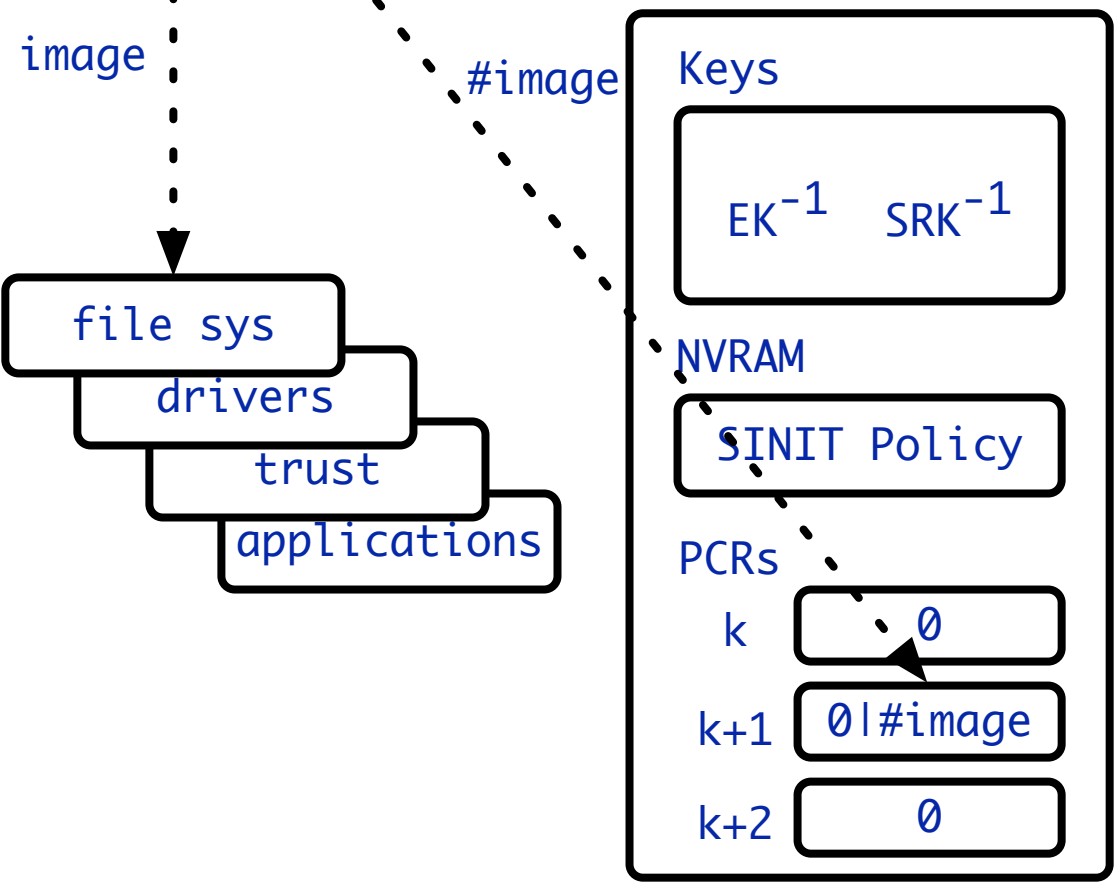 image
#image
Keys
EK⁻¹ SRK⁻¹
file sys
drivers
trust
applications
NVRAM
SINIT Policy
PCRs
k 0
k+1 0|#image
k+2 0